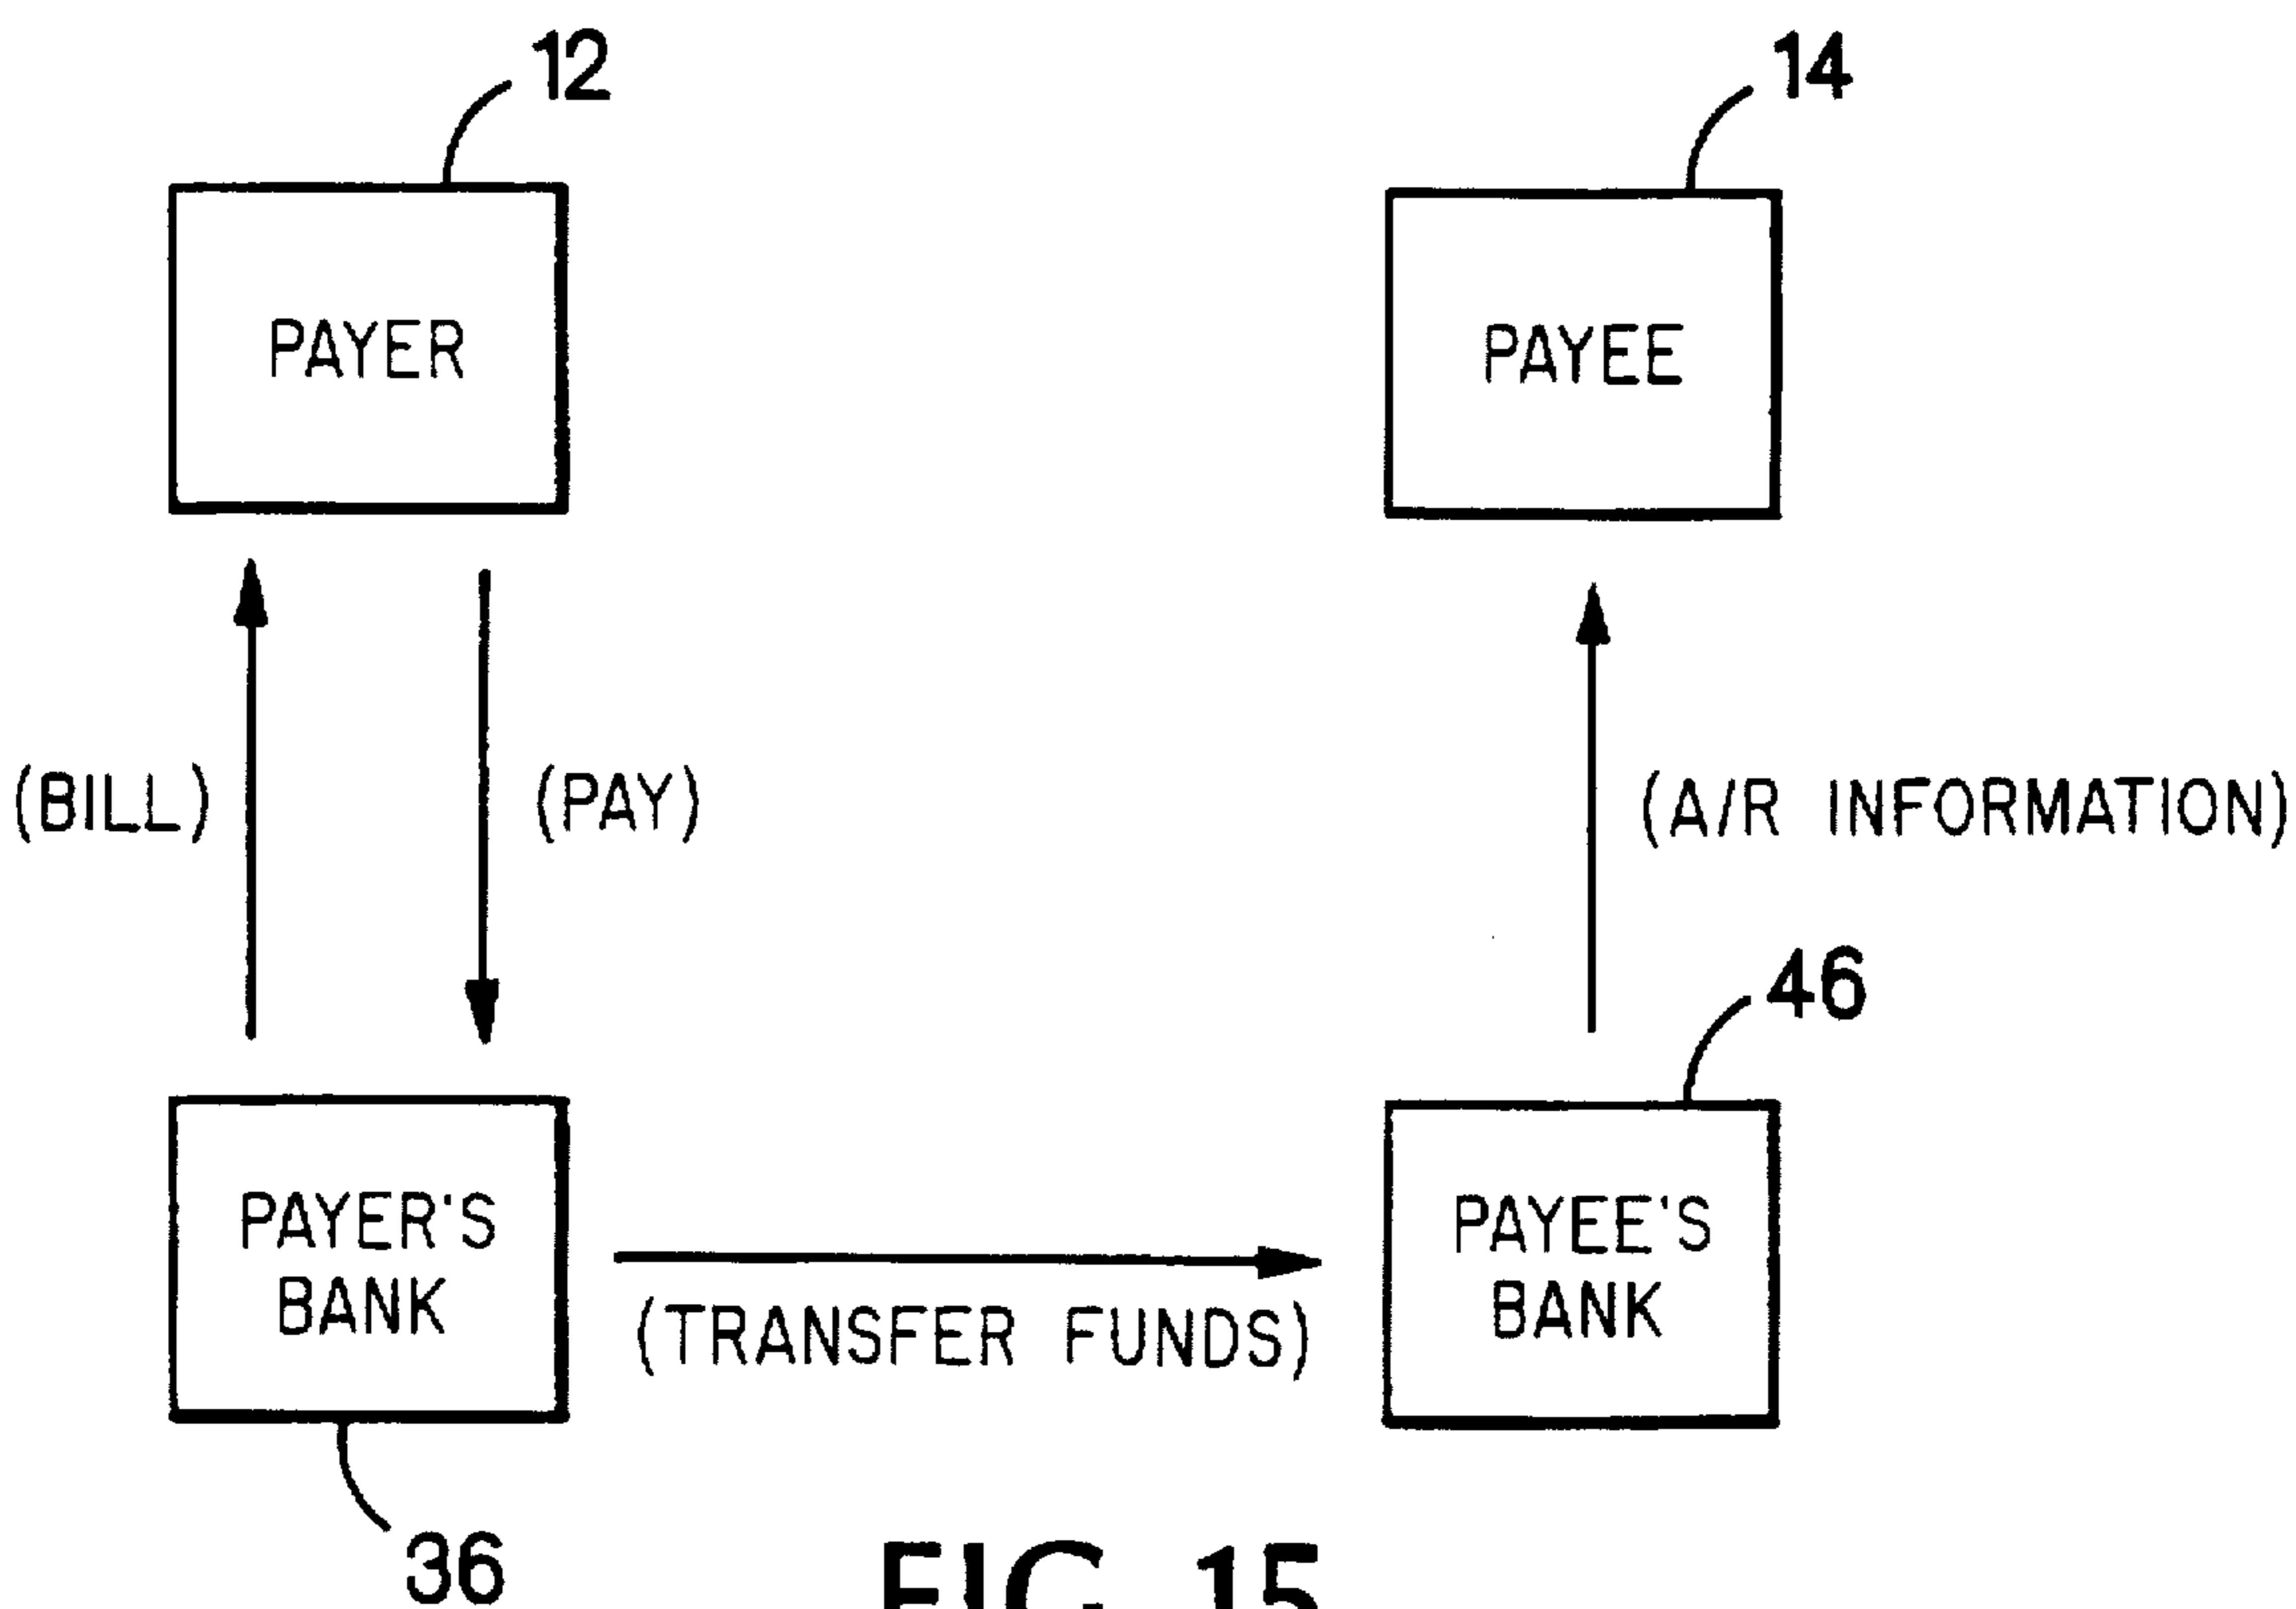 12
14
PAYER
PAYEE
(BILL)
(PAY)
(A/R INFORMATION)
46
PAYER'S
BANK
(TRANSFER FUNDS)
PAYEE'S
BANK
36
FIG. 15